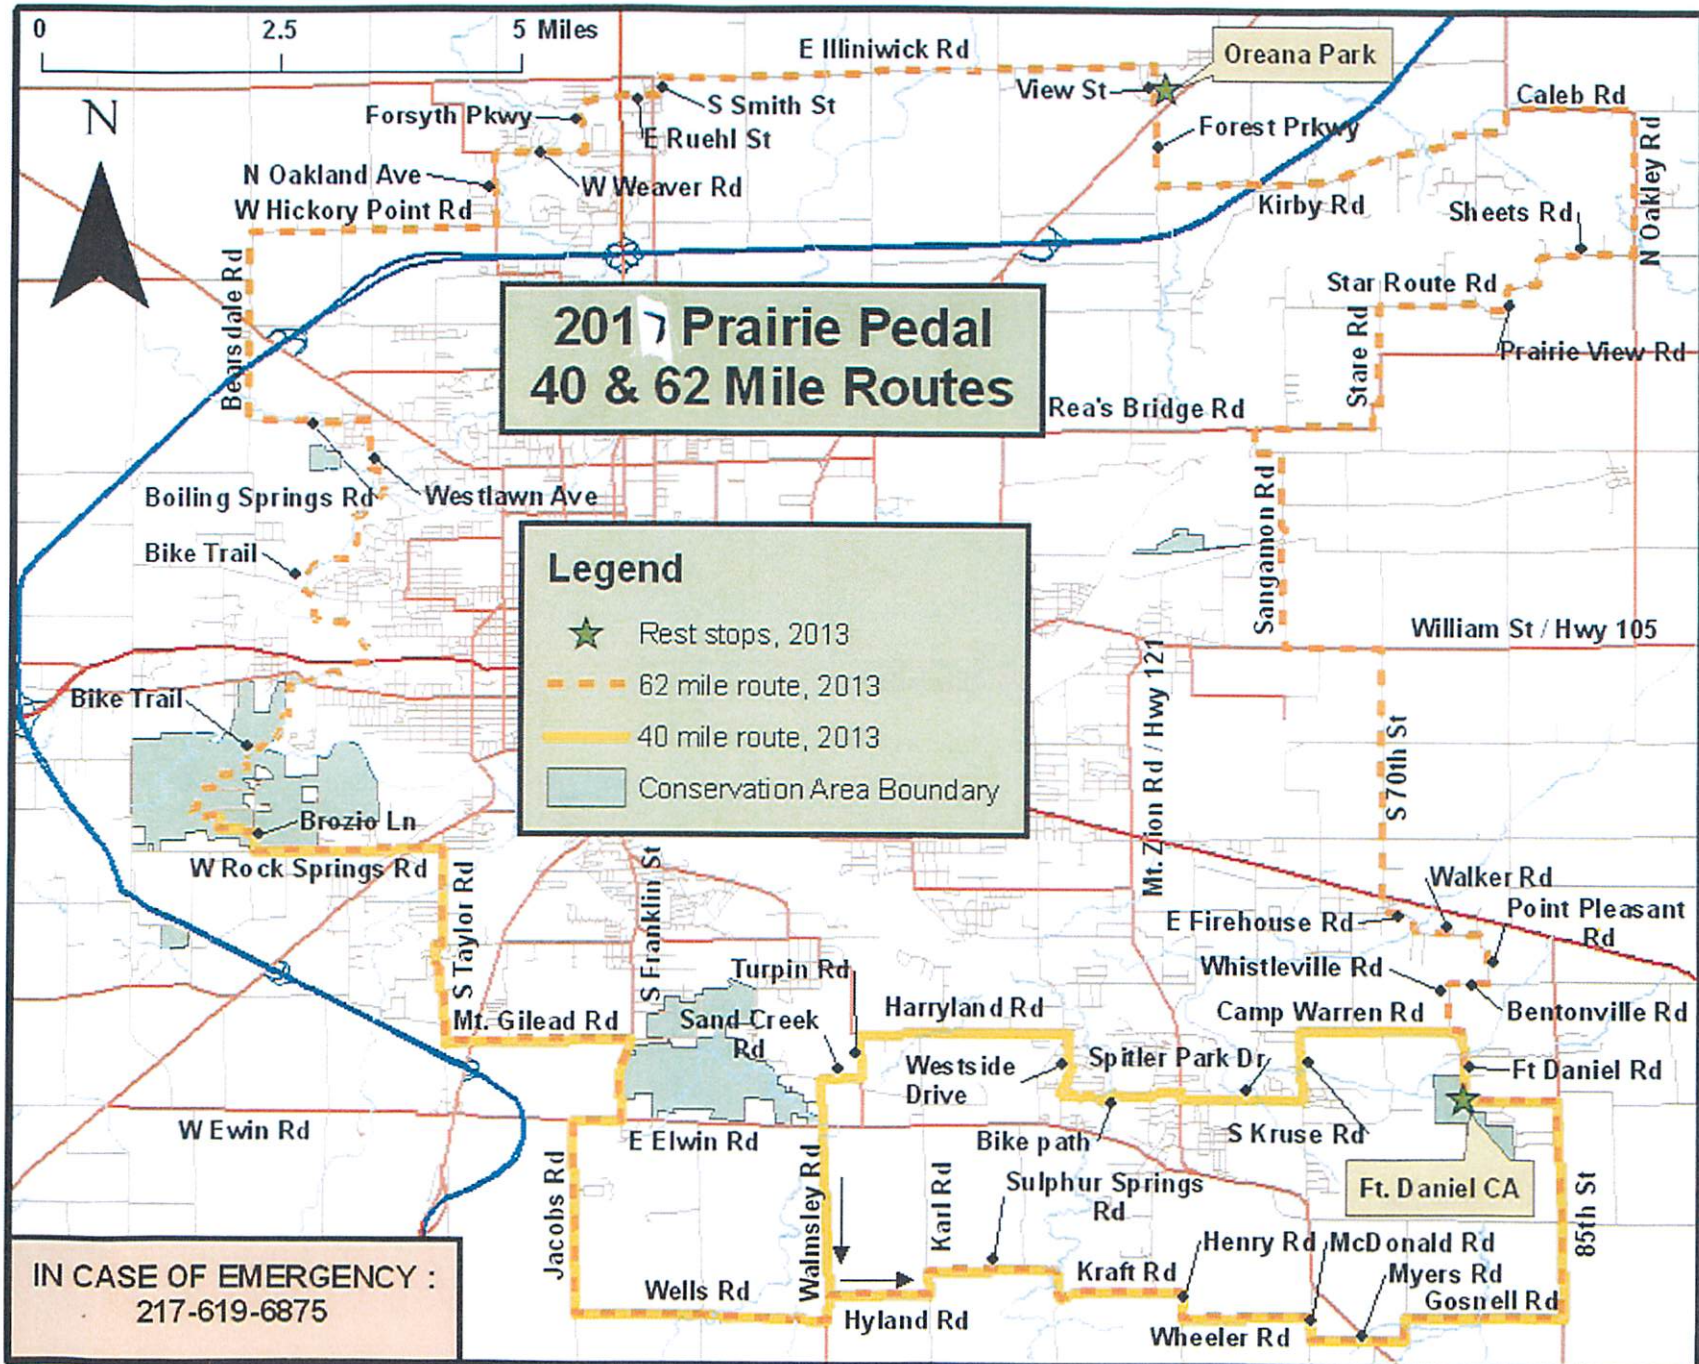 0 2.5 5 Miles
E Illiniwick Rd
Oreana Park
View St
S Smith St
Forsyth Pkwy
E Ruehl St
Forest Prkwy
Caleb Rd
N
N Oakland Ave
W Weaver Rd
W Hickory Point Rd
Kirby Rd
Sheets Rd
N Oakley Rd
Bearsdale Rd
Star Route Rd
Stare Rd
Prairie View Rd
2017 Prairie Pedal
40 & 62 Mile Routes
Rea's Bridge Rd
Boiling Springs Rd
Westlawn Ave
Sangamon Rd
Bike Trail
Legend
Rest stops, 2013
62 mile route, 2013
40 mile route, 2013
Conservation Area Boundary
William St / Hwy 105
Mt. Zion Rd / Hwy 121
Bike Trail
S 70th St
Brozio Ln
W Rock Springs Rd
S Taylor Rd
S Franklin St
Walker Rd
E Firehouse Rd
Point Pleasant
Rd
Turpin Rd
Whistleville Rd
Harryland Rd
Camp Warren Rd
Bentonville Rd
Mt. Gilead Rd
Sand Creek
Rd
Westside
Drive
Spitler Park Dr
Ft Daniel Rd
W Ewin Rd
E Elwin Rd
Bike path
S Kruse Rd
Ft. Daniel CA
Jacobs Rd
Walmsley Rd
Karl Rd
Sulphur Springs
Rd
85th St
Henry Rd
McDonald Rd
Kraft Rd
Myers Rd
Wells Rd
Gosnell Rd
Hyland Rd
Wheeler Rd
IN CASE OF EMERGENCY :
217-619-6875